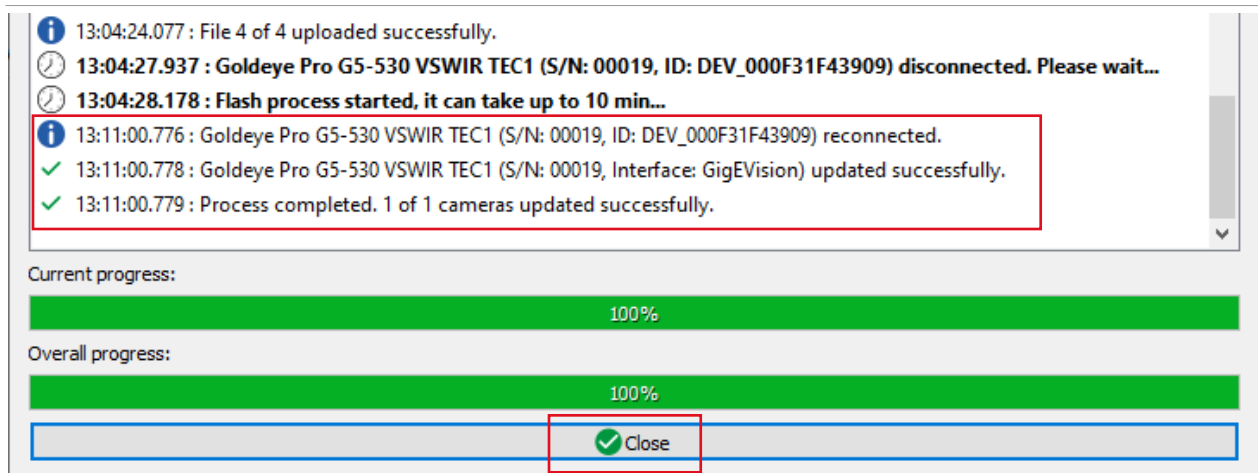 13:04:24.077 : File 4 of 4 uploaded successfully.
13:04:27.937 : Goldeye Pro G5-530 VSWIR TEC1 (S/N: 00019, ID: DEV_000F31F43909) disconnected. Please wait...
13:04:28.178 : Flash process started, it can take up to 10 min...
13:11:00.776 : Goldeye Pro G5-530 VSWIR TEC1 (S/N: 00019, ID: DEV_000F31F43909) reconnected.
13:11:00.778 : Goldeye Pro G5-530 VSWIR TEC1 (S/N: 00019, Interface: GigEVision) updated successfully.
13:11:00.779 : Process completed. 1 of 1 cameras updated successfully.
Current progress:
100%
Overall progress:
100%
Close